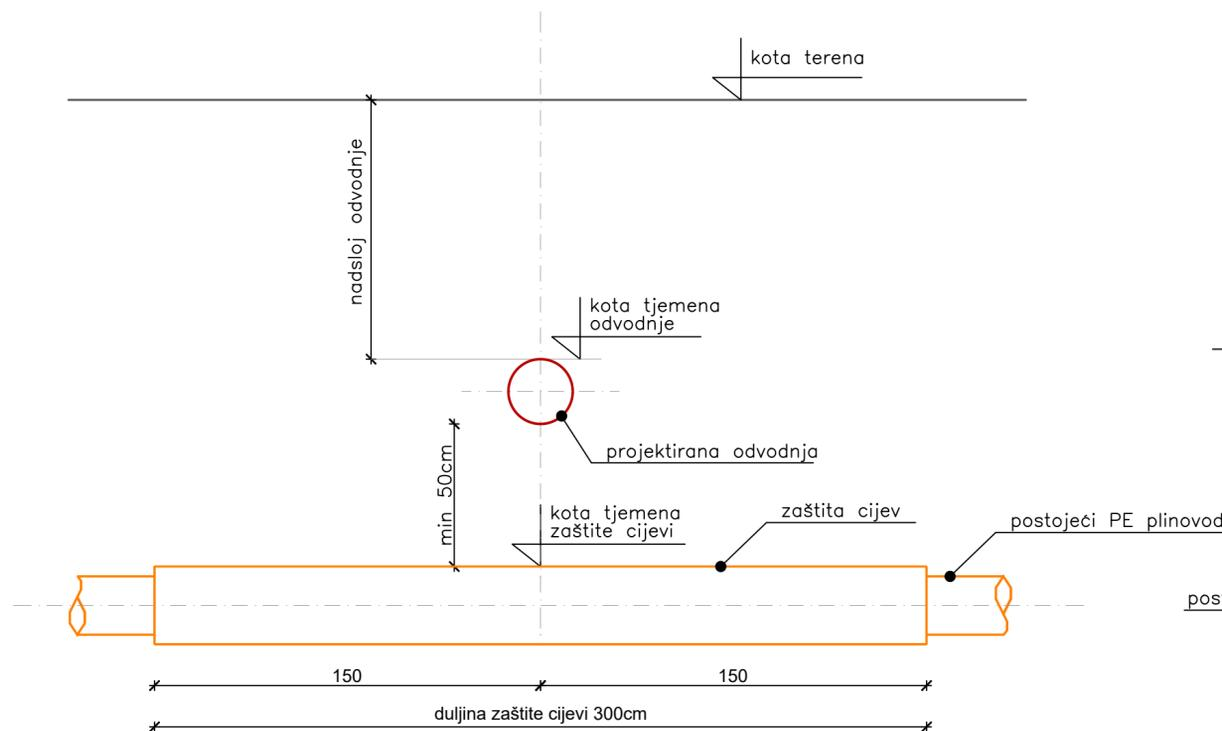 kota terena
nadsloj odvodnje
kota tjemena
odvodnje
projektirana odvodnja
min 50cm
kota tjemena
zaštite cijevi
zaštita cijev
postojeći PE plinovod
post
150
150
duljina zaštite cijevi 300cm